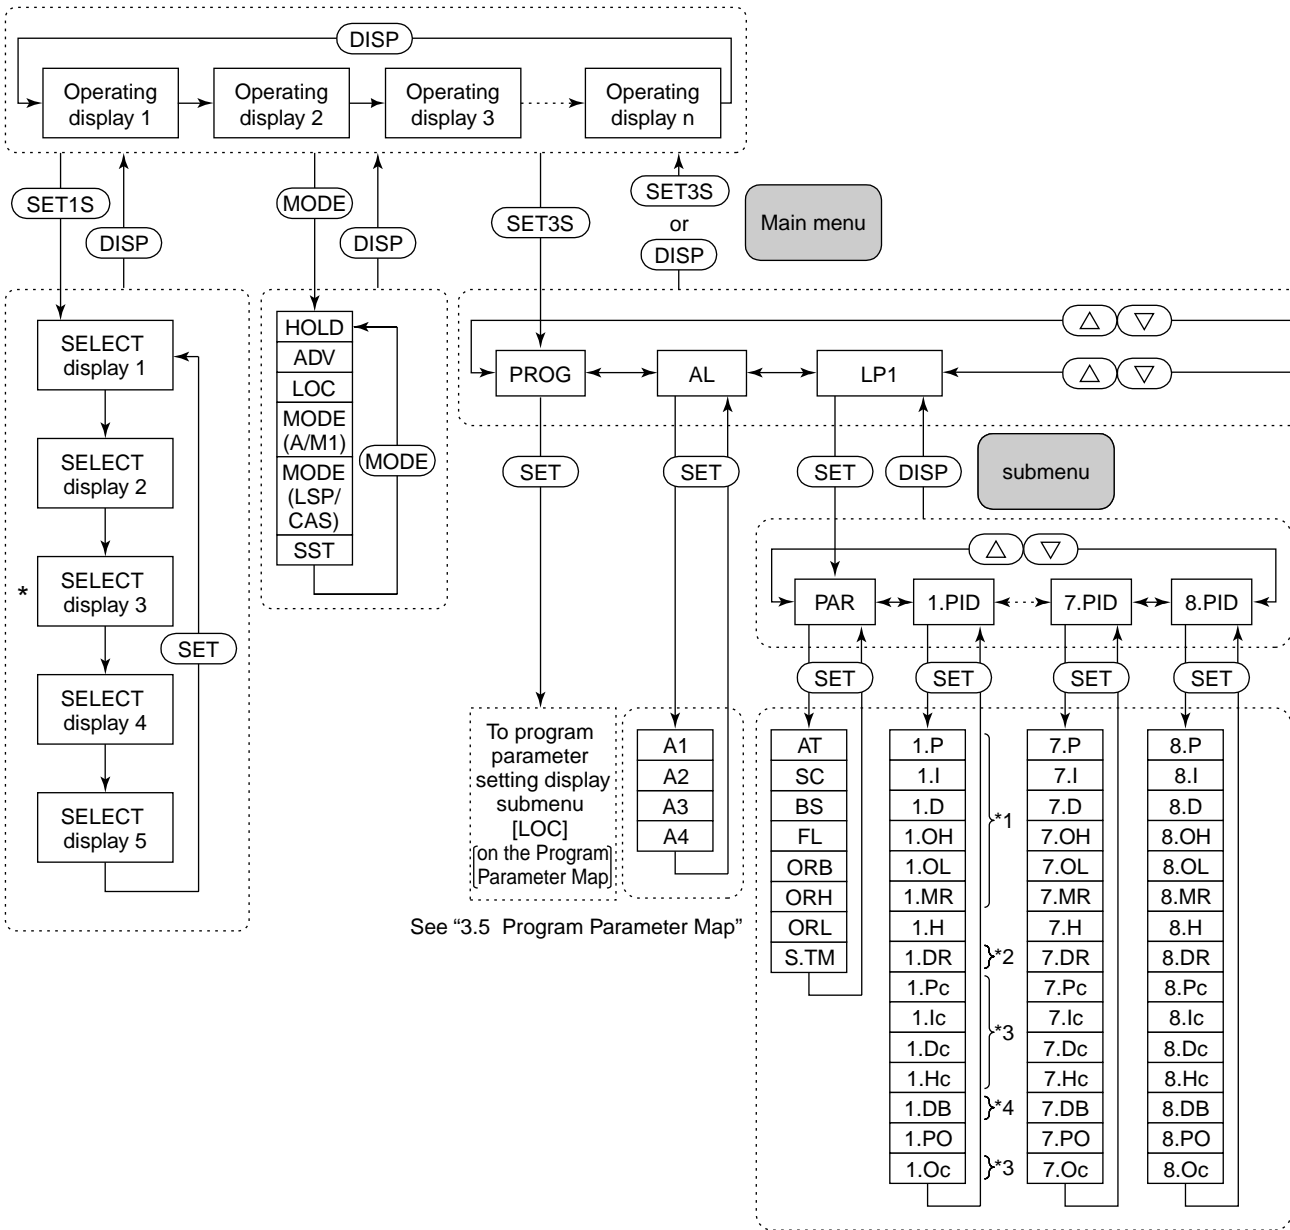 DISP
Operating
display 1
Operating
display 2
Operating
display 3
Operating
display n
SET1S
DISP
MODE
DISP
SET3S
SET3S
or
DISP
Main menu
SELECT
display 1
SELECT
display 2
*
SELECT
display 3
SELECT
display 4
SELECT
display 5
SET
HOLD
ADV
LOC
MODE
(A/M1)
MODE
(LSP/
CAS)
SST
MODE
△ ▽
PROG
AL
LP1
△ ▽
SET
SET
SET
DISP
submenu
△ ▽
PAR
1.PID
7.PID
8.PID
SET
SET
SET
SET
To program
parameter
setting display
submenu
[LOC]
[on the Program
Parameter Map]
See “3.5 Program Parameter Map”
A1
A2
A3
A4
AT
SC
BS
FL
ORB
ORH
ORL
S.TM
1.P
1.I
1.D
1.OH
1.OL
1.MR
1.H
1.DR
1.Pc
1.Ic
1.Dc
1.Hc
1.DB
1.PO
1.Oc
*1
*2
*3
*4
*3
7.P
7.I
7.D
7.OH
7.OL
7.MR
7.H
7.DR
7.Pc
7.Ic
7.Dc
7.Hc
7.DB
7.PO
7.Oc
8.P
8.I
8.D
8.OH
8.OL
8.MR
8.H
8.DR
8.Pc
8.Ic
8.Dc
8.Hc
8.DB
8.PO
8.Oc